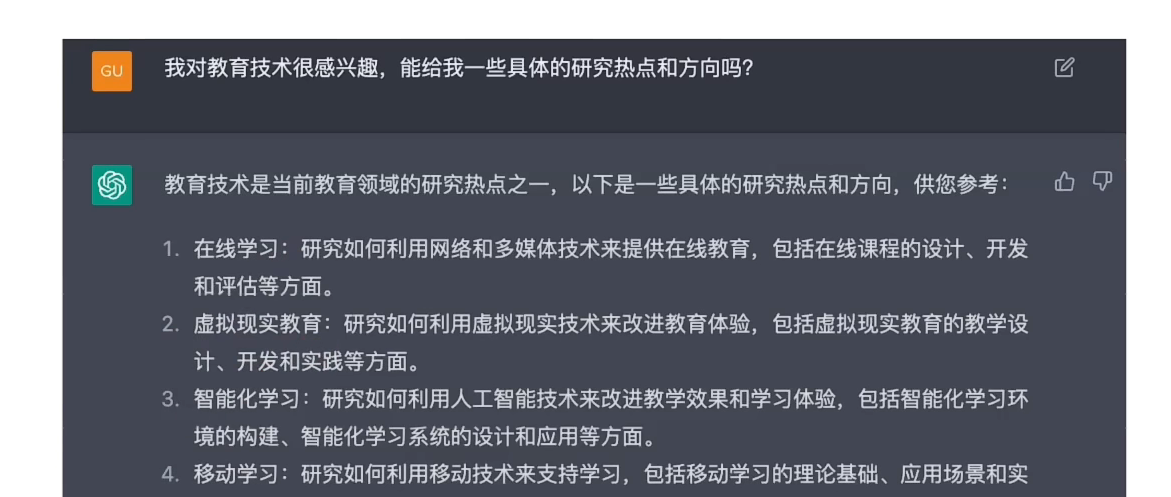 GU
我对教育技术很感兴趣，能给我一些具体的研究热点和方向吗？
教育技术是当前教育领域的研究热点之一，以下是一些具体的研究热点和方向，供您参考：
1. 在线学习：研究如何利用网络和多媒体技术来提供在线教育，包括在线课程的设计、开发
和评估等方面。
2. 虚拟现实教育：研究如何利用虚拟现实技术来改进教育体验，包括虚拟现实教育的教学设
计、开发和实践等方面。
3. 智能化学习：研究如何利用人工智能技术来改进教学效果和学习体验，包括智能化学习环
境的构建、智能化学习系统的设计和应用等方面。
4. 移动学习：研究如何利用移动技术来支持学习，包括移动学习的理论基础、应用场景和实